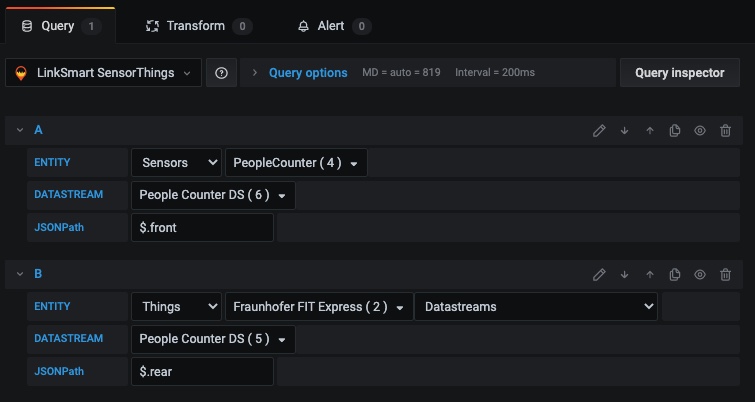 Query 1 Transform 0 Alert 0
LinkSmart SensorThings Query options MD = auto = 819 Interval = 200ms Query inspector
A
ENTITY Sensors PeopleCounter ( 4 )
DATASTREAM People Counter DS ( 6 )
JSONPath $.front
B
ENTITY Things Fraunhofer FIT Express ( 2 ) Datastreams
DATASTREAM People Counter DS ( 5 )
JSONPath $.rear